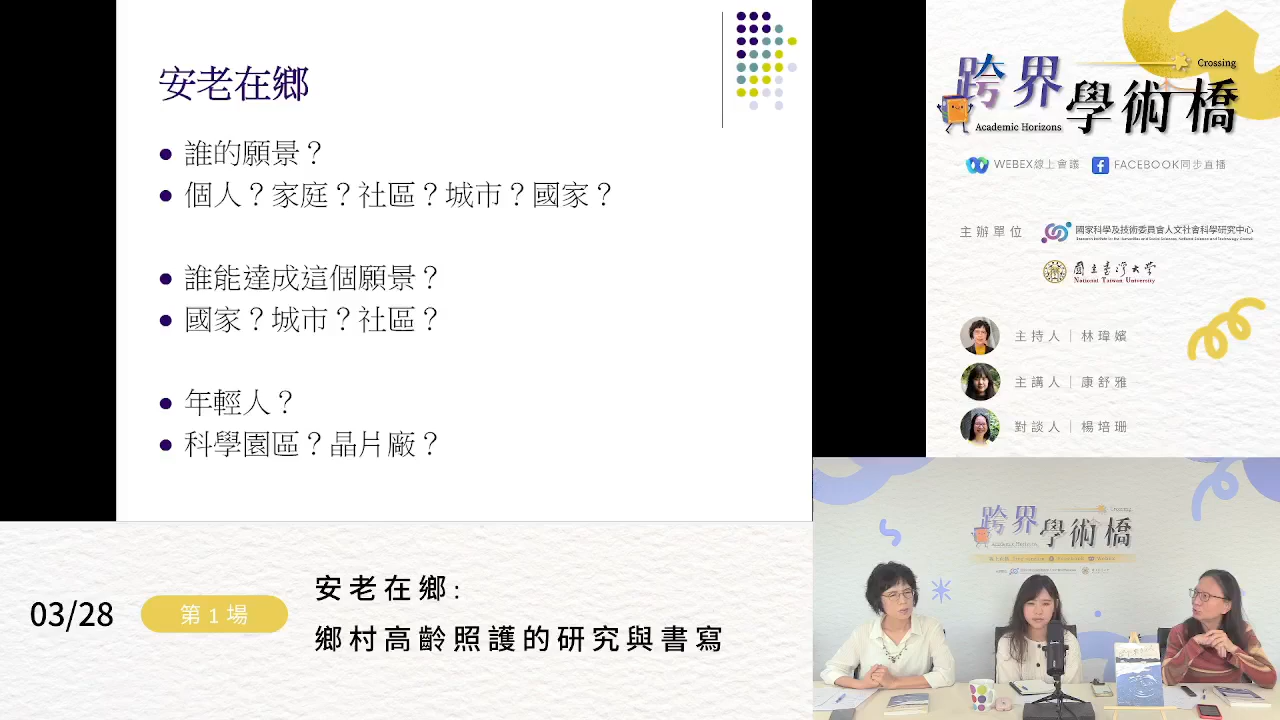 安老在鄉
誰的願景？
個人？家庭？社區？城市？國家？
誰能達成這個願景？
國家？城市？社區？
年輕人？
科學園區？晶片廠？
03/28
第1場
安老在鄉:
鄉村高齡照護的研究與書寫
跨界學術橋
Crossing
Academic Horizons
WEBEX線上會議
FACEBOOK同步直播
主辦單位
國家科學及技術委員會人文社會科學研究中心
國立臺灣大學
National Taiwan University
主持人｜林瑋嬪
主講人｜康舒雅
對談人｜楊培珊
跨界學術橋